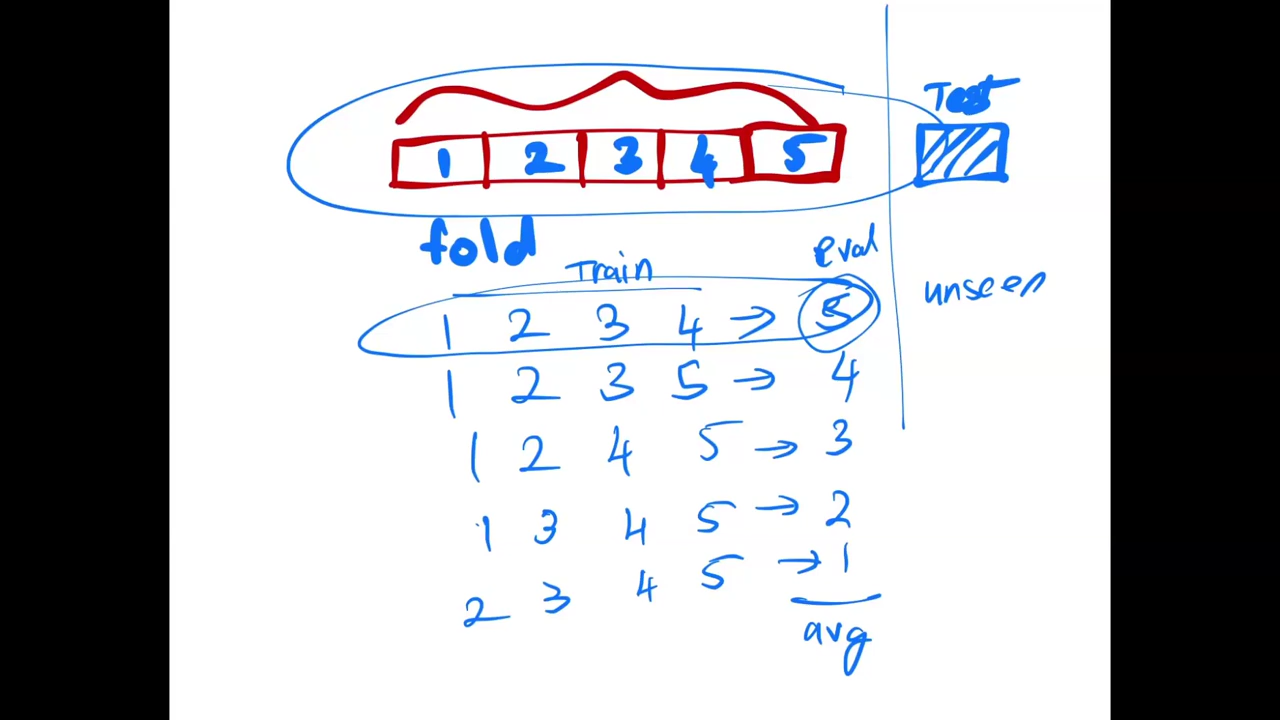 Test
1 2 3 4 5
fold
Train eval
unseen
1 2 3 4 → 5
1 2 3 5 → 4
1 2 4 5 → 3
1 3 4 5 → 2
2 3 4 5 → 1
avg